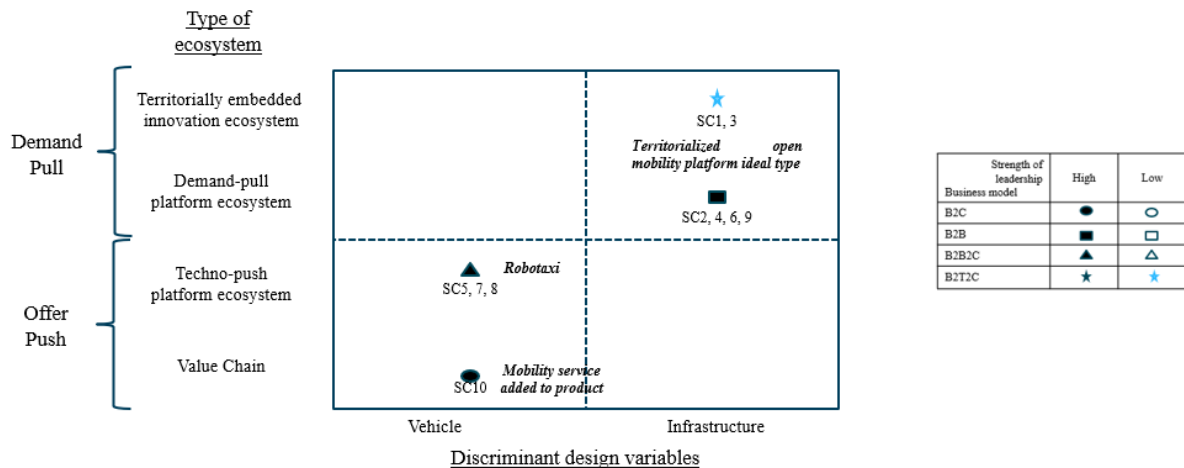 Type of
ecosystem
Demand
Pull
Territorially embedded
innovation ecosystem
Demand-pull
platform ecosystem
SC1, 3
Territorialized open
mobility platform ideal type
SC2, 4, 6, 9
Offer
Push
Techno-push
platform ecosystem
Value Chain
Robotaxi
SC5, 7, 8
Mobility service
added to product
SC10
Vehicle
Infrastructure
Discriminant design variables
Strength of
leadership
Business model
High
Low
B2C
B2B
B2B2C
B2T2C